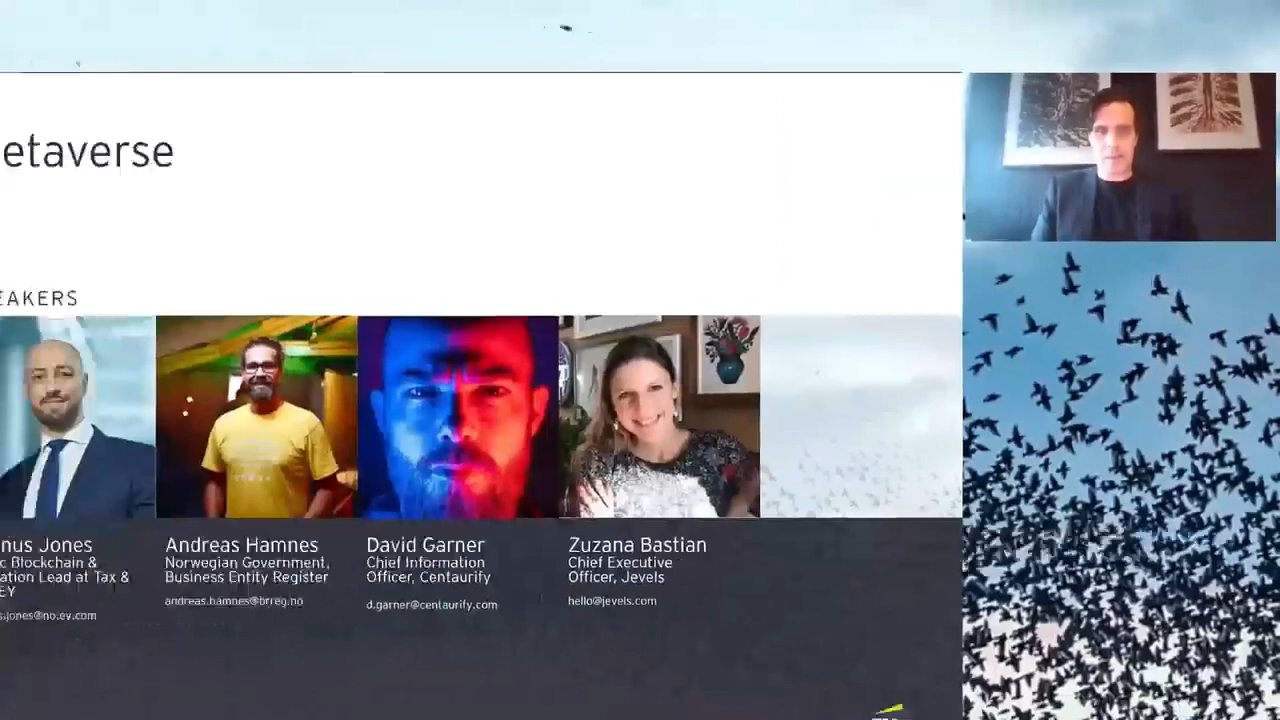 etaverse
EAKERS
nus Jones
c Blockchain &
ation Lead at Tax &
EY
s.jones@no.ey.com
Andreas Hamnes
Norwegian Government,
Business Entity Register
andreas.hamnes@brreg.no
David Garner
Chief Information
Officer, Centaurify
d.garner@centaurify.com
Zuzana Bastian
Chief Executive
Officer, Jevels
hello@jevels.com